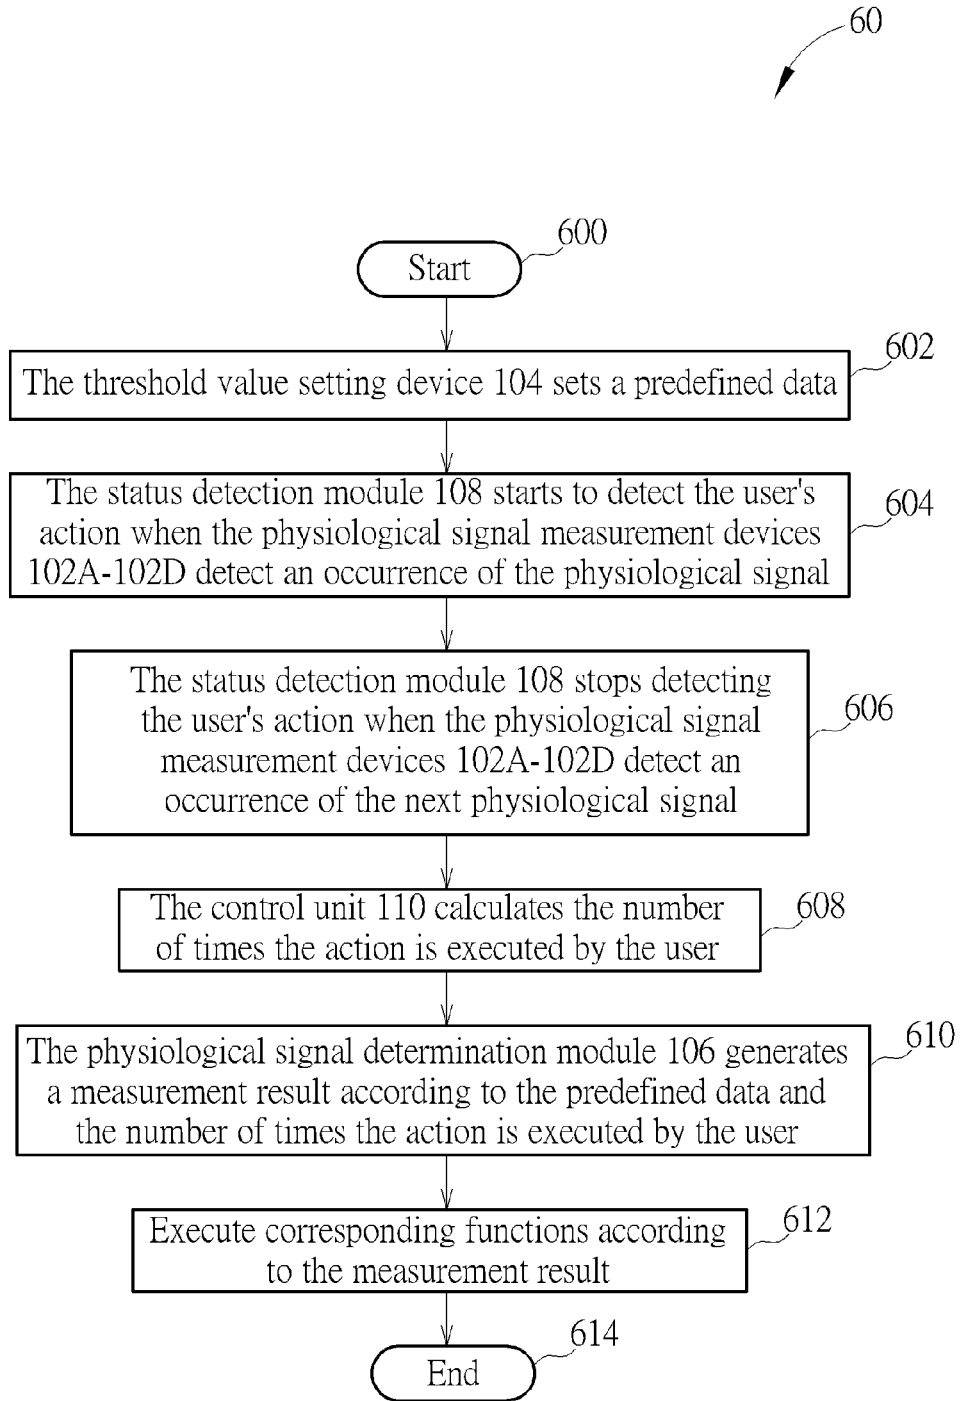 60
600
Start
602
The threshold value setting device 104 sets a predefined data
604
The status detection module 108 starts to detect the user's
action when the physiological signal measurement devices
102A-102D detect an occurrence of the physiological signal
606
The status detection module 108 stops detecting
the user's action when the physiological signal
measurement devices 102A-102D detect an
occurrence of the next physiological signal
608
The control unit 110 calculates the number
of times the action is executed by the user
610
The physiological signal determination module 106 generates
a measurement result according to the predefined data and
the number of times the action is executed by the user
612
Execute corresponding functions according
to the measurement result
614
End